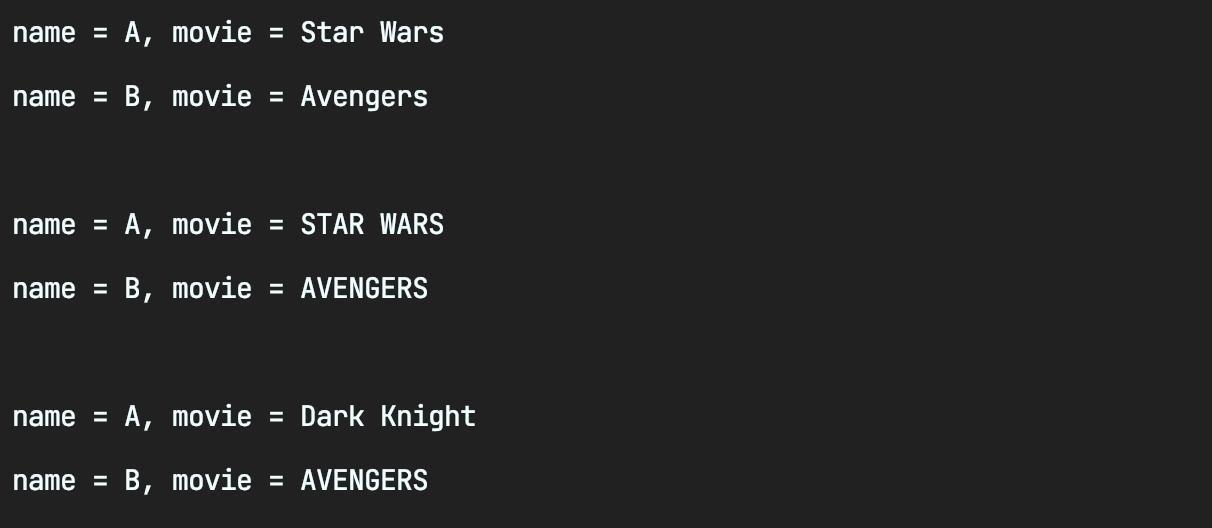 name = A, movie = Star Wars
name = B, movie = Avengers
name = A, movie = STAR WARS
name = B, movie = AVENGERS
name = A, movie = Dark Knight
name = B, movie = AVENGERS